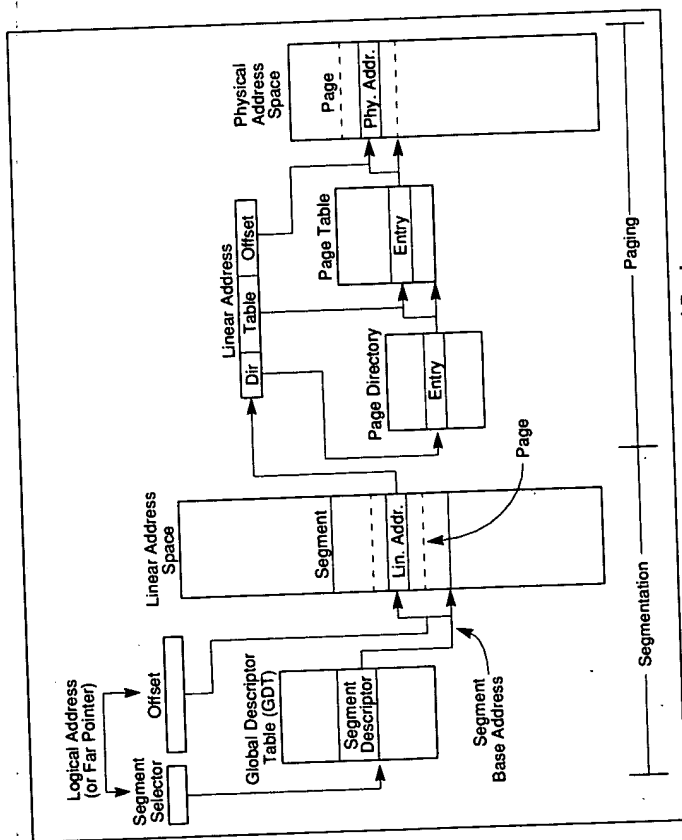 Logical Address
(or Far Pointer)
Segment
Selector
Offset
Global Descriptor
Table (GDT)
Segment
Descriptor
Segment
Base Address
Linear Address
Space
Segment
Lin. Addr.
Page
Linear Address
Dir
Table
Offset
Page Directory
Entry
Page Table
Entry
Physical
Address
Space
Page
Phy. Addr.
Segmentation
Paging